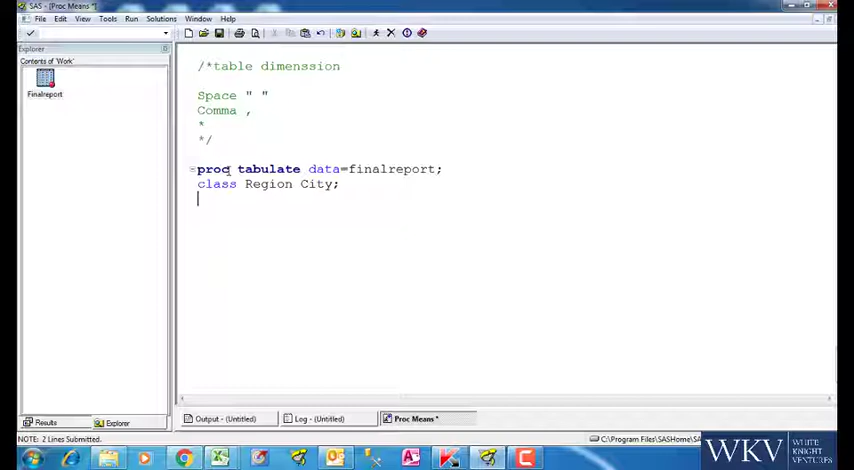 SAS - [Proc Means *]
File Edit View Tools Run Solutions Window Help
Explorer
Contents of 'Work'
Finalreport
/*table dimenssion
Space " "
Comma ,
*
*/
proc tabulate data=finalreport;
class Region City;
Results
Explorer
Output - (Untitled)
Log - (Untitled)
Proc Means *
NOTE: 2 Lines Submitted.
C:\Program Files\SASHome\SAS
WKV
WHITE
KNIGHT
VENTURES